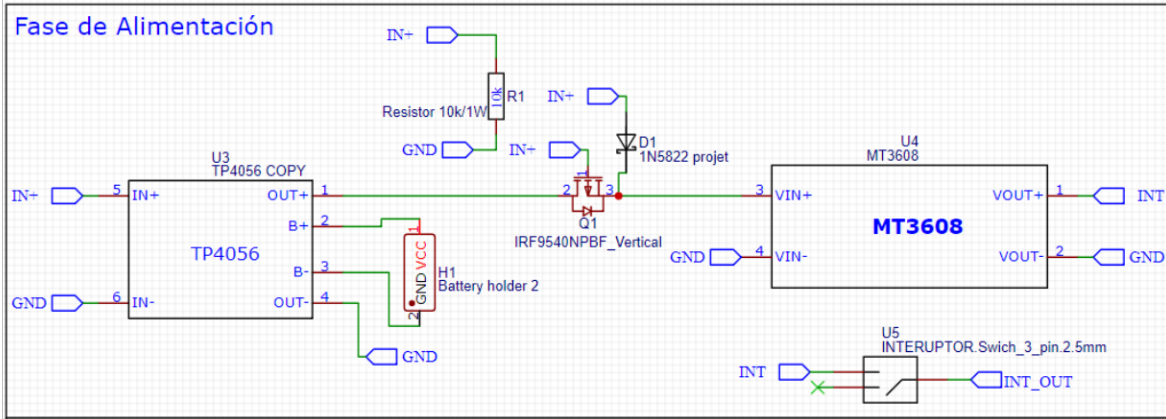 Fase de Alimentación
IN+
10k
R1
Resistor 10k/1W
GND
IN+
D1
1N5822 projet
IN+
1
2
3
Q1
IRF9540NPBF_Vertical
U3
TP4056 COPY
IN+
5
IN+
OUT+
1
B+
2
TP4056
B-
3
GND
6
IN-
OUT-
4
GND
1
GND VCC
2
H1
Battery holder 2
U4
MT3608
3
VIN+
VOUT+
1
INT
MT3608
GND
4
VIN-
VOUT-
2
GND
U5
INTERUPTOR.Swich_3_pin.2.5mm
INT
INT_OUT